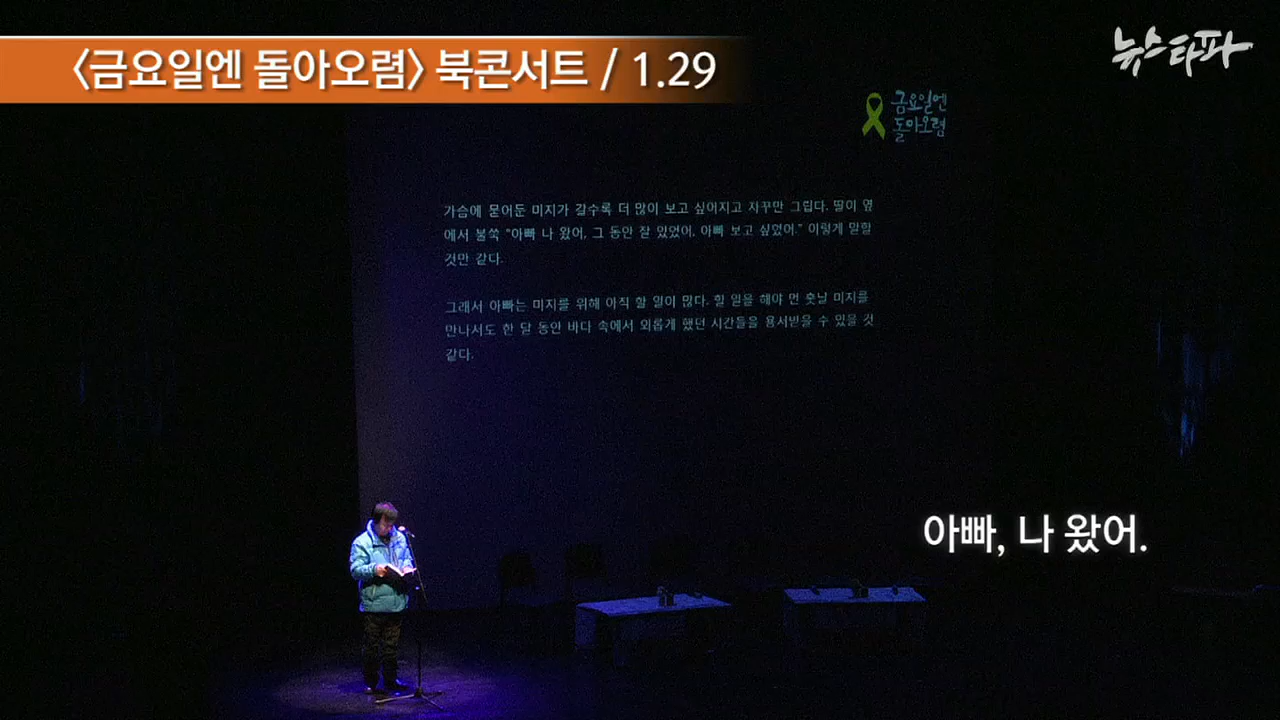 뉴스타파
<금요일엔 돌아오렴> 북콘서트 / 1.29
금요일엔
돌아오렴
가슴에 묻어둔 미지가 갈수록 더 많이 보고 싶어지고 자꾸만 그립다. 딸이 옆
에서 불쑥 "아빠 나 왔어, 그 동안 잘 있었어, 아빠 보고 싶었어." 이렇게 말할
것만 같다.
그래서 아빠는 미지를 위해 아직 할 일이 많다. 할 일을 해야 먼 훗날 미지를
만나서도 한 달 동안 바다 속에서 외롭게 했던 시간들을 용서받을 수 있을 것
같다.
아빠, 나 왔어.